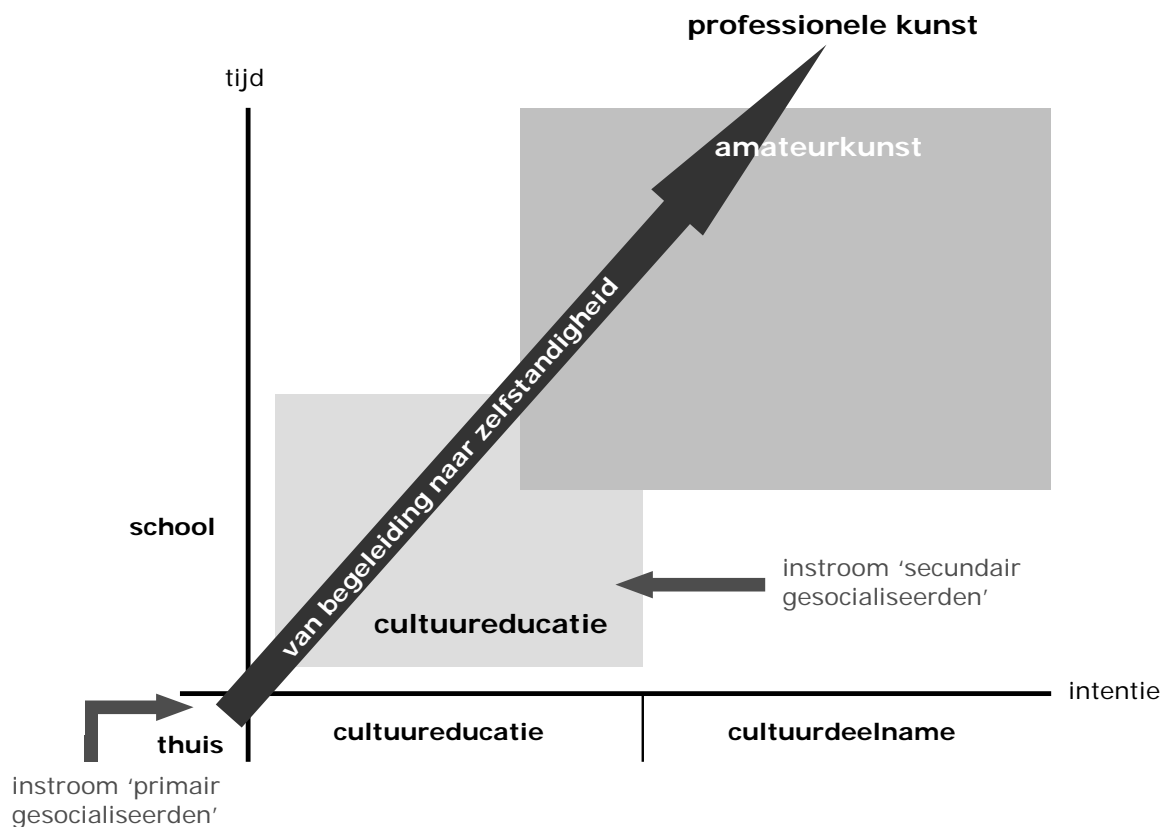 professionele kunst
tijd
amateurkunst
van begeleiding naar zelfstandigheid
school
instroom ‘secundair
gesocialiseerden’
cultuureducatie
intentie
thuis
cultuureducatie
cultuurdeelname
instroom ‘primair
gesocialiseerden’